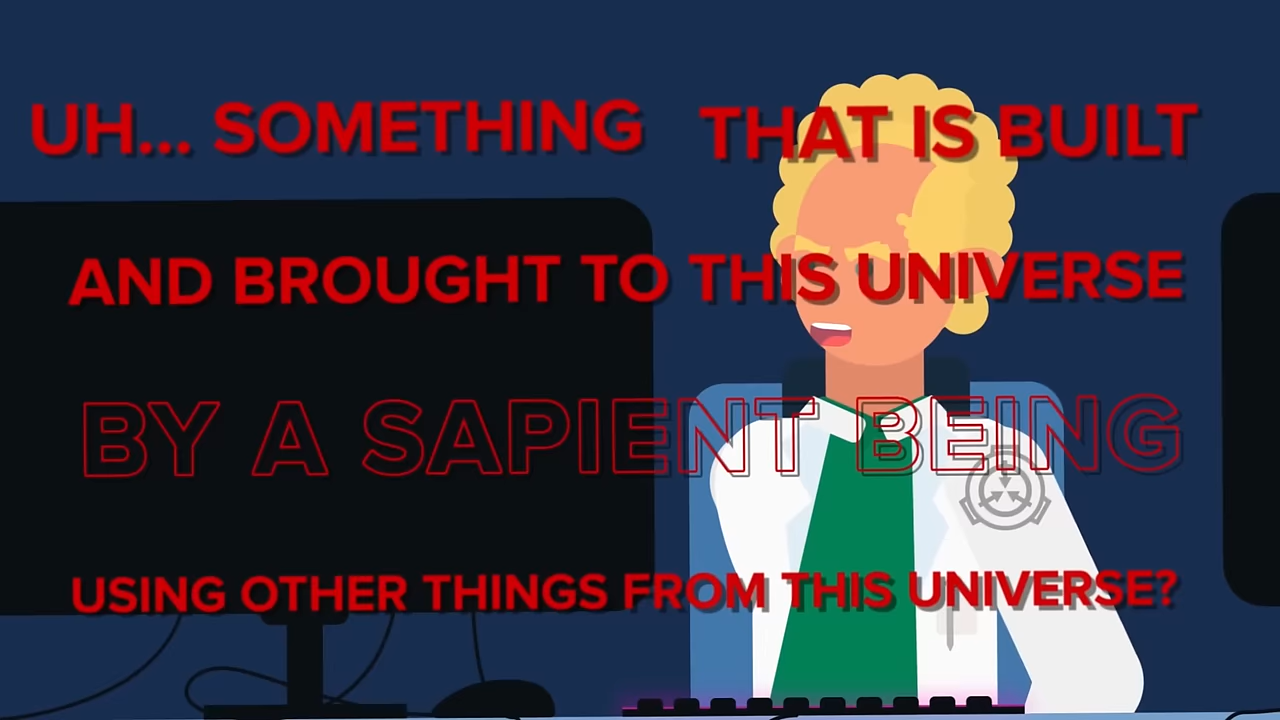 UH... SOMETHING THAT IS BUILT
AND BROUGHT TO THIS UNIVERSE
BY A SAPIENT BEING
USING OTHER THINGS FROM THIS UNIVERSE?